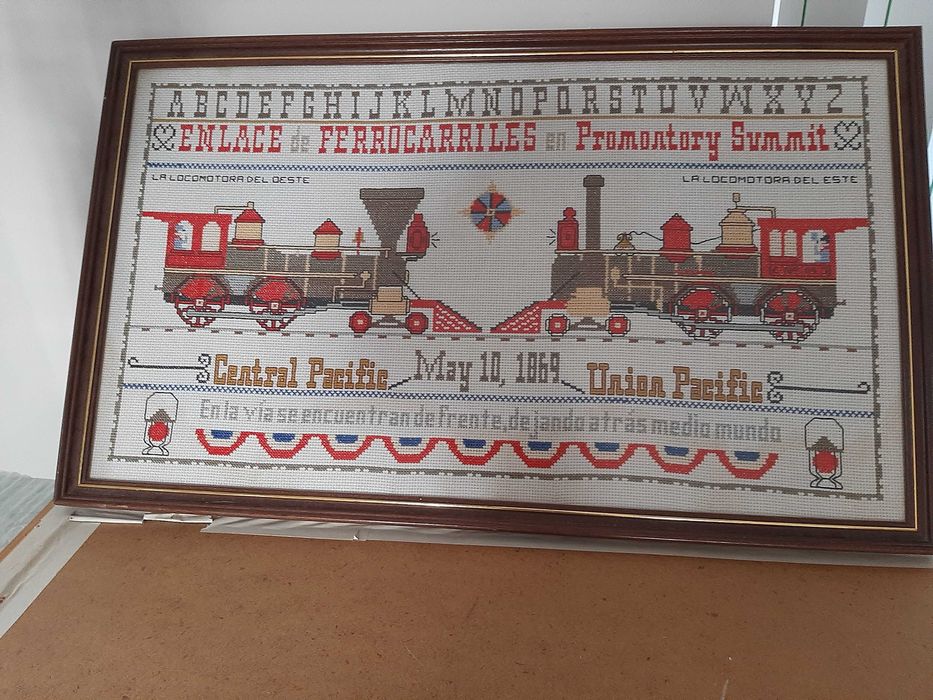 A B C D E F G H I J K L M N O P Q R S T U V W X Y Z
ENLACE de FERROCARRILES en Promontory Summit
LA LOCOMOTORA DEL OESTE
LA LOCOMOTORA DEL ESTE
Central Pacific May 10, 1869 Union Pacific
En la vía se encuentran de frente, dejando atrás medio mundo